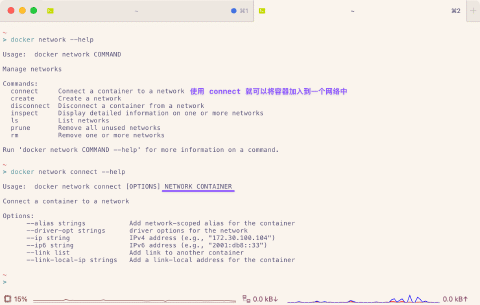 ~ ⌘1 ~ ⌘2
~
> docker network --help
Usage:  docker network COMMAND
Manage networks
Commands:
  connect     Connect a container to a network 使用 connect 就可以将容器加入到一个网络中
  create      Create a network
  disconnect  Disconnect a container from a network
  inspect     Display detailed information on one or more networks
  ls          List networks
  prune       Remove all unused networks
  rm          Remove one or more networks
Run 'docker network COMMAND --help' for more information on a command.
~
> docker network connect --help
Usage:  docker network connect [OPTIONS] NETWORK CONTAINER
Connect a container to a network
Options:
      --alias strings           Add network-scoped alias for the container
      --driver-opt strings      driver options for the network
      --ip string               IPv4 address (e.g., "172.30.100.104")
      --ip6 string              IPv6 address (e.g., "2001:db8::33")
      --link list               Add link to another container
      --link-local-ip strings   Add a link-local address for the container
~
>
15% 0.0 kB↓ 0.0 kB↑